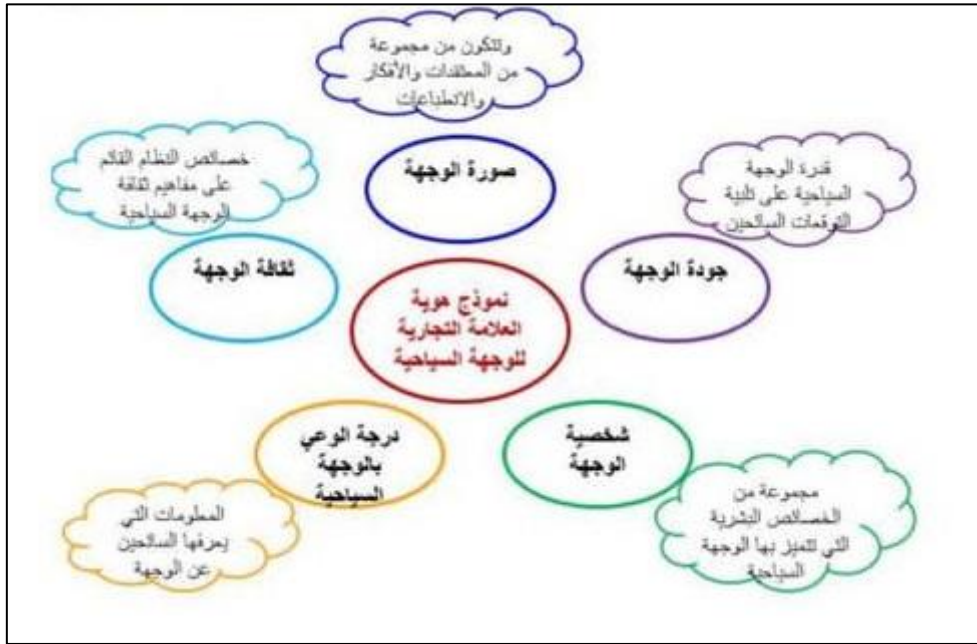 وتتكون من مجموعة
من المعتقدات والأفكار
والانطباعات
صورة الوجهة
قدرة الوجهة
السياحية على تلبية
التوقعات السائحين
جودة الوجهة
خصائص النظام القائم
على مفاهيم ثقافة
الوجهة السياحية
ثقافة الوجهة
نموذج هوية
العلامة التجارية
للوجهة السياحية
شخصية
الوجهة
مجموعة من
الخصائص البشرية
التي تتميز بها الوجهة
السياحية
درجة الوعي
بالوجهة
السياحية
المعلومات التي
يعرفها السائحين
عن الوجهة